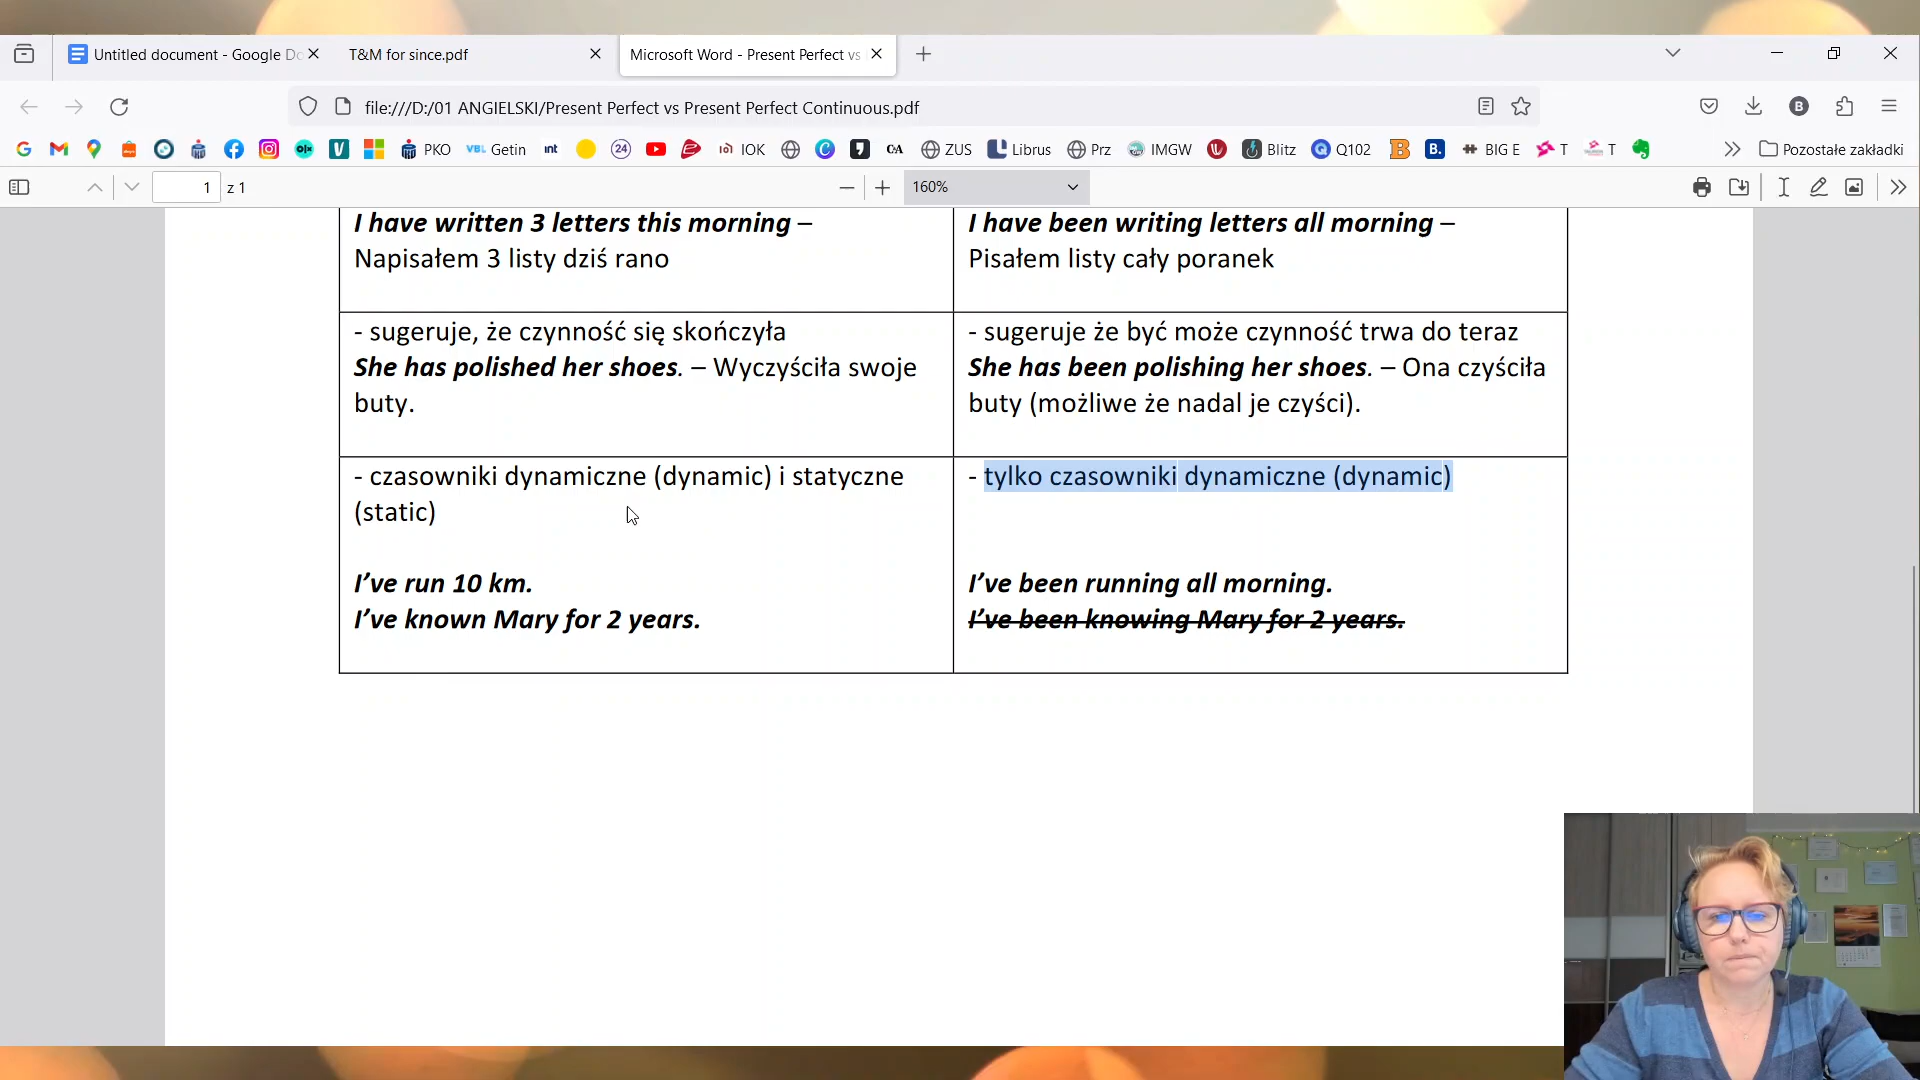 Untitled document - Google Do
T&M for since.pdf
Microsoft Word - Present Perfect vs
file:///D:/01 ANGIELSKI/Present Perfect vs Present Perfect Continuous.pdf
PKO
VBL Getin
int
24
IOK
ZUS
Librus
Prz
IMGW
Blitz
Q102
B.
BIG E
T
T
Pozostałe zakładki
1 z 1
160%
I have written 3 letters this morning –
Napisałem 3 listy dziś rano
I have been writing letters all morning –
Pisałem listy cały poranek
- sugeruje, że czynność się skończyła
She has polished her shoes. – Wyczyściła swoje
buty.
- sugeruje że być może czynność trwa do teraz
She has been polishing her shoes. – Ona czyściła
buty (możliwe że nadal je czyści).
- czasowniki dynamiczne (dynamic) i statyczne
(static)
I’ve run 10 km.
I’ve known Mary for 2 years.
- tylko czasowniki dynamiczne (dynamic)
I’ve been running all morning.
I’ve been knowing Mary for 2 years.